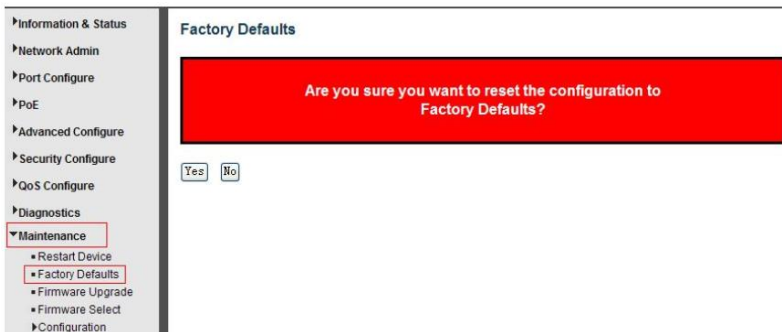 Information & Status
Network Admin
Port Configure
PoE
Advanced Configure
Security Configure
QoS Configure
Diagnostics
Maintenance
Restart Device
Factory Defaults
Firmware Upgrade
Firmware Select
Configuration
Factory Defaults
Are you sure you want to reset the configuration to
Factory Defaults?
Yes No